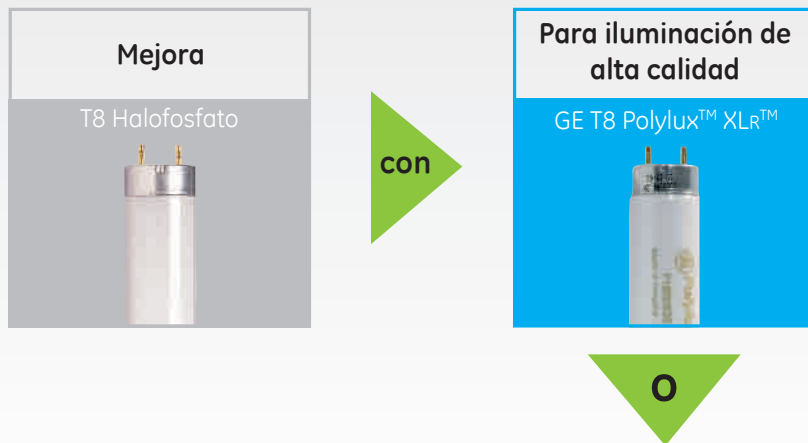 Mejora
T8 Halofosfato
con
Para iluminación de
alta calidad
GE T8 Polylux™ XLR™
O